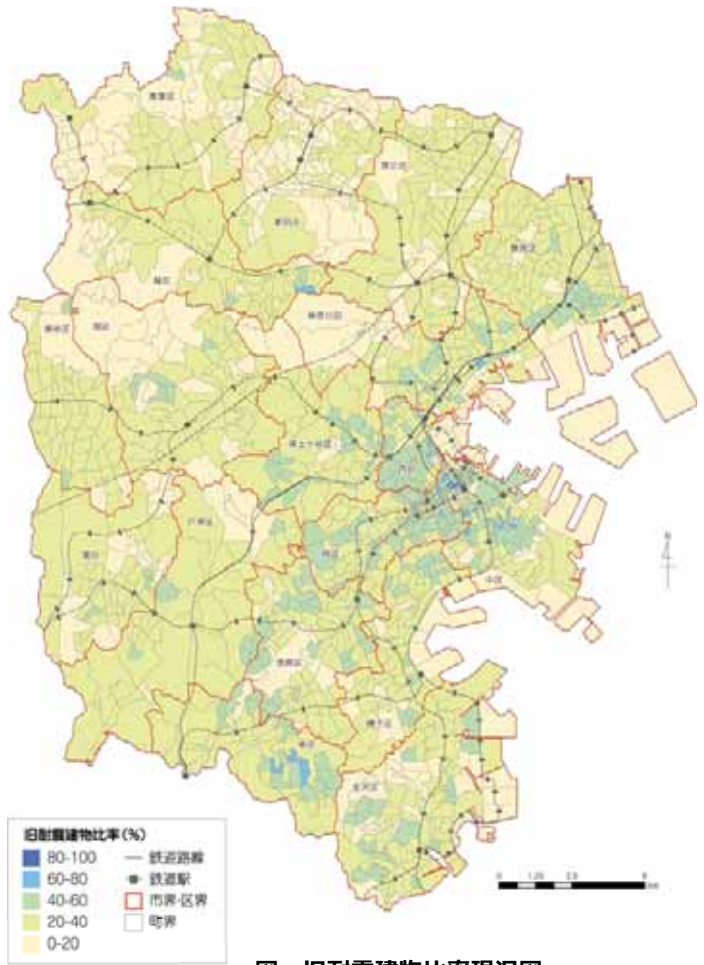 青葉区
都筑区
港北区
鶴見区
緑区
瀬谷区
旭区
神奈川区
保土ケ谷区
西区
戸塚区
泉区
南区
中区
N
港南区
磯子区
栄区
金沢区
旧耐震建物比率(%)
80-100
60-80
40-60
20-40
0-20
鉄道路線
鉄道駅
市界・区界
町界
0 1.25 2.5